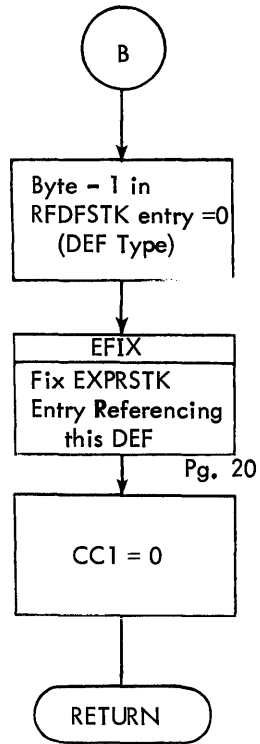 B
Byte - 1 in
RFDFSTK entry =0
(DEF Type)
EFIX
Fix EXPRSTK
Entry Referencing
this DEF
Pg. 20
CC1 = 0
RETURN